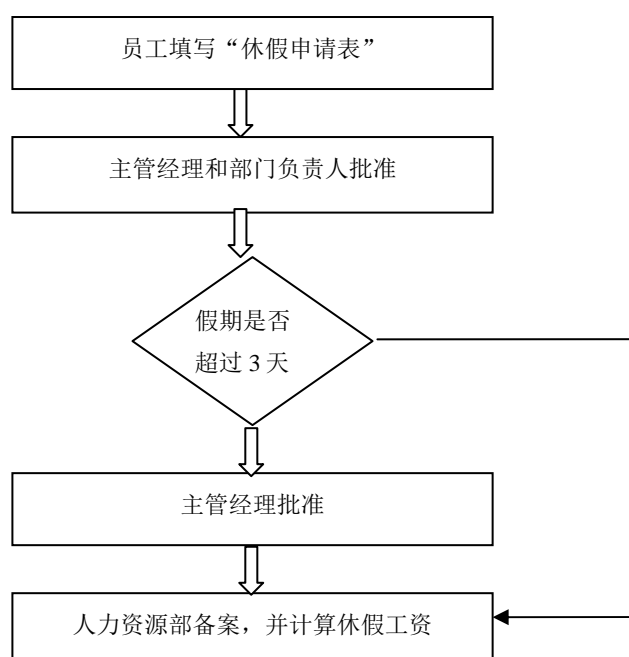 员工填写“休假申请表”
主管经理和部门负责人批准
假期是否
超过 3 天
主管经理批准
人力资源部备案，并计算休假工资